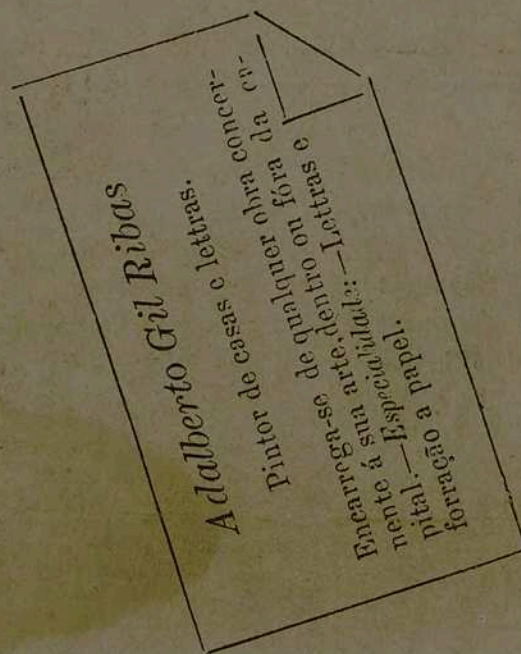 Adalberto Gil Ribas
Pintor de casas e lettras.
Encarrega-se de qualquer obra concer-
nente á sua arte, dentro ou fóra da ca-
pital.—Especialidade:—Lettras e
forração a papel.